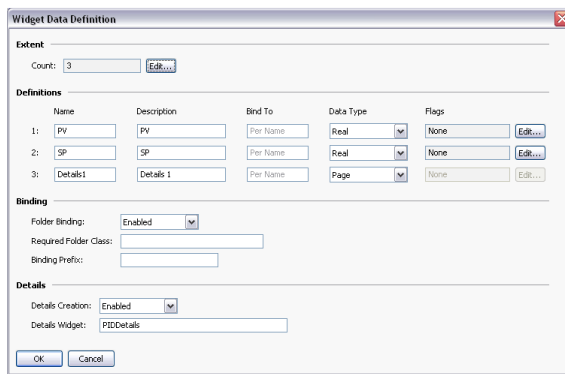 Widget Data Definition
Extent
Count: 3 Edit...
Definitions
Name Description Bind To Data Type Flags
1: PV PV Per Name Real None Edit...
2: SP SP Per Name Real None Edit...
3: Details1 Details 1 Per Name Page None Edit...
Binding
Folder Binding: Enabled
Required Folder Class:
Binding Prefix:
Details
Details Creation: Enabled
Details Widget: PIDDetails
OK Cancel